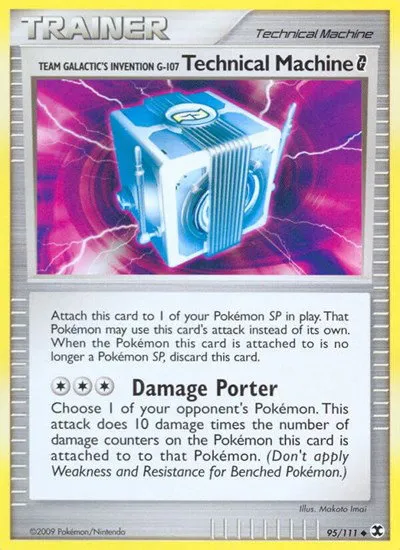 TRAINER
Technical Machine
TEAM GALACTIC'S INVENTION G-107 Technical Machine G
Attach this card to 1 of your Pokémon SP in play. That
Pokémon may use this card's attack instead of its own.
When the Pokémon this card is attached to is no
longer a Pokémon SP, discard this card.
Damage Porter
Choose 1 of your opponent's Pokémon. This
attack does 10 damage times the number of
damage counters on the Pokémon this card is
attached to to that Pokémon. (Don't apply
Weakness and Resistance for Benched Pokémon.)
Illus. Makoto Imai
©2009 Pokémon/Nintendo
95/111